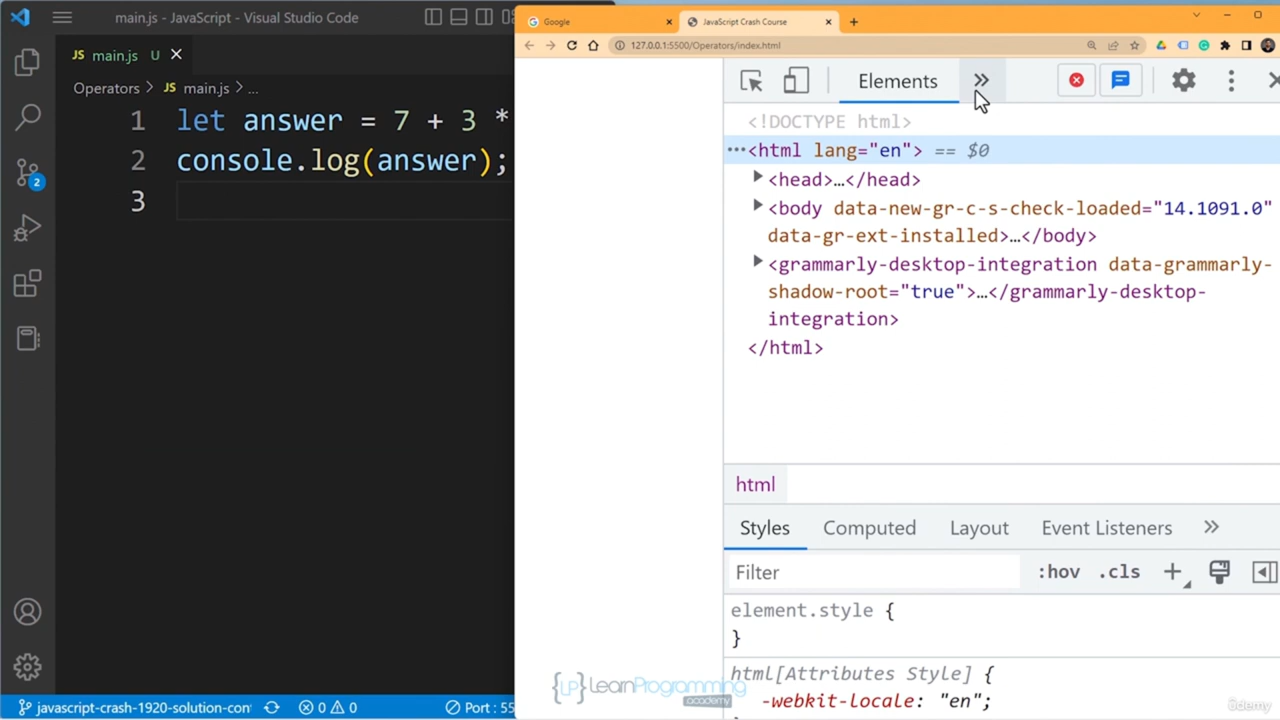 main.js - JavaScript - Visual Studio Code
JS main.js U
Operators > JS main.js > ...
1 let answer = 7 + 3 *
2 console.log(answer);
3
2
javascript-crash-1920-solution-con
0 0
Port : 55
Google
JavaScript Crash Course
127.0.0.1:5500/Operators/index.html
Elements
<!DOCTYPE html>
<html lang="en"> == $0
<head>…</head>
<body data-new-gr-c-s-check-loaded="14.1091.0"
data-gr-ext-installed>…</body>
<grammarly-desktop-integration data-grammarly-
shadow-root="true">…</grammarly-desktop-
integration>
</html>
html
Styles Computed Layout Event Listeners
Filter :hov .cls
element.style {
}
html[Attributes Style] {
-webkit-locale: "en";
{LP} LearnProgramming
academy
ûdemy